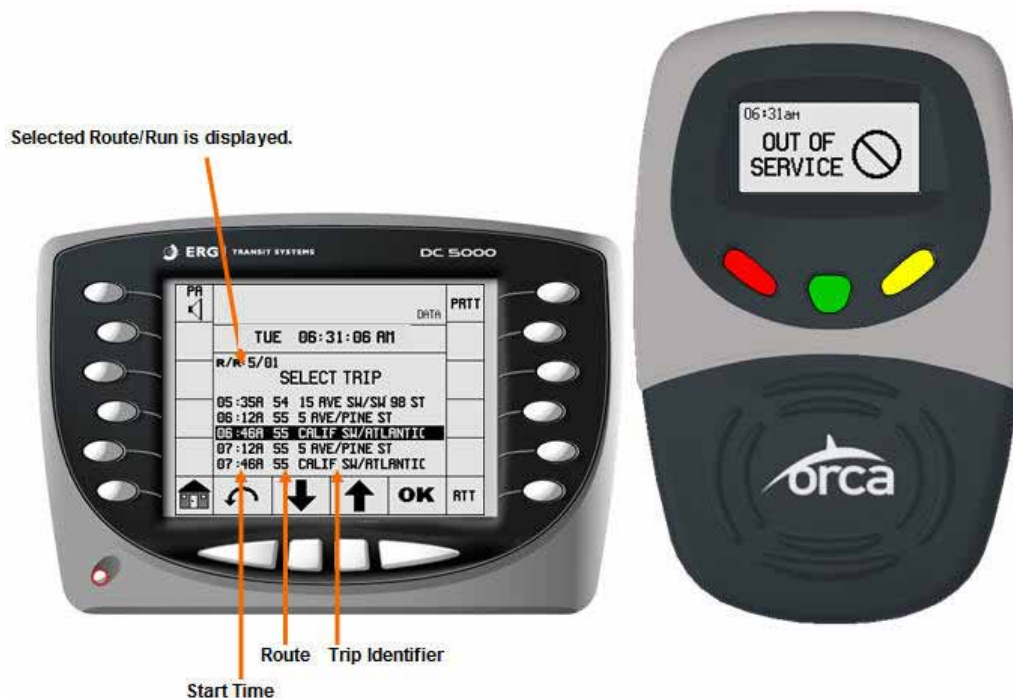 Selected Route/Run is displayed.
ERG TRANSIT SYSTEMS
DC 5000
PA
PRTT
DATA
TUE 06:31:06 AM
R/R 5/01
SELECT TRIP
05:35A 54 15 AVE SW/SW 98 ST
06:12A 55 5 AVE/PINE ST
06:46A 55 CALIF SW/ATLANTIC
07:12A 55 5 AVE/PINE ST
07:46A 55 CALIF SW/ATLANTIC
OK
RTT
Route
Trip Identifier
Start Time
06:31am
OUT OF
SERVICE
orca